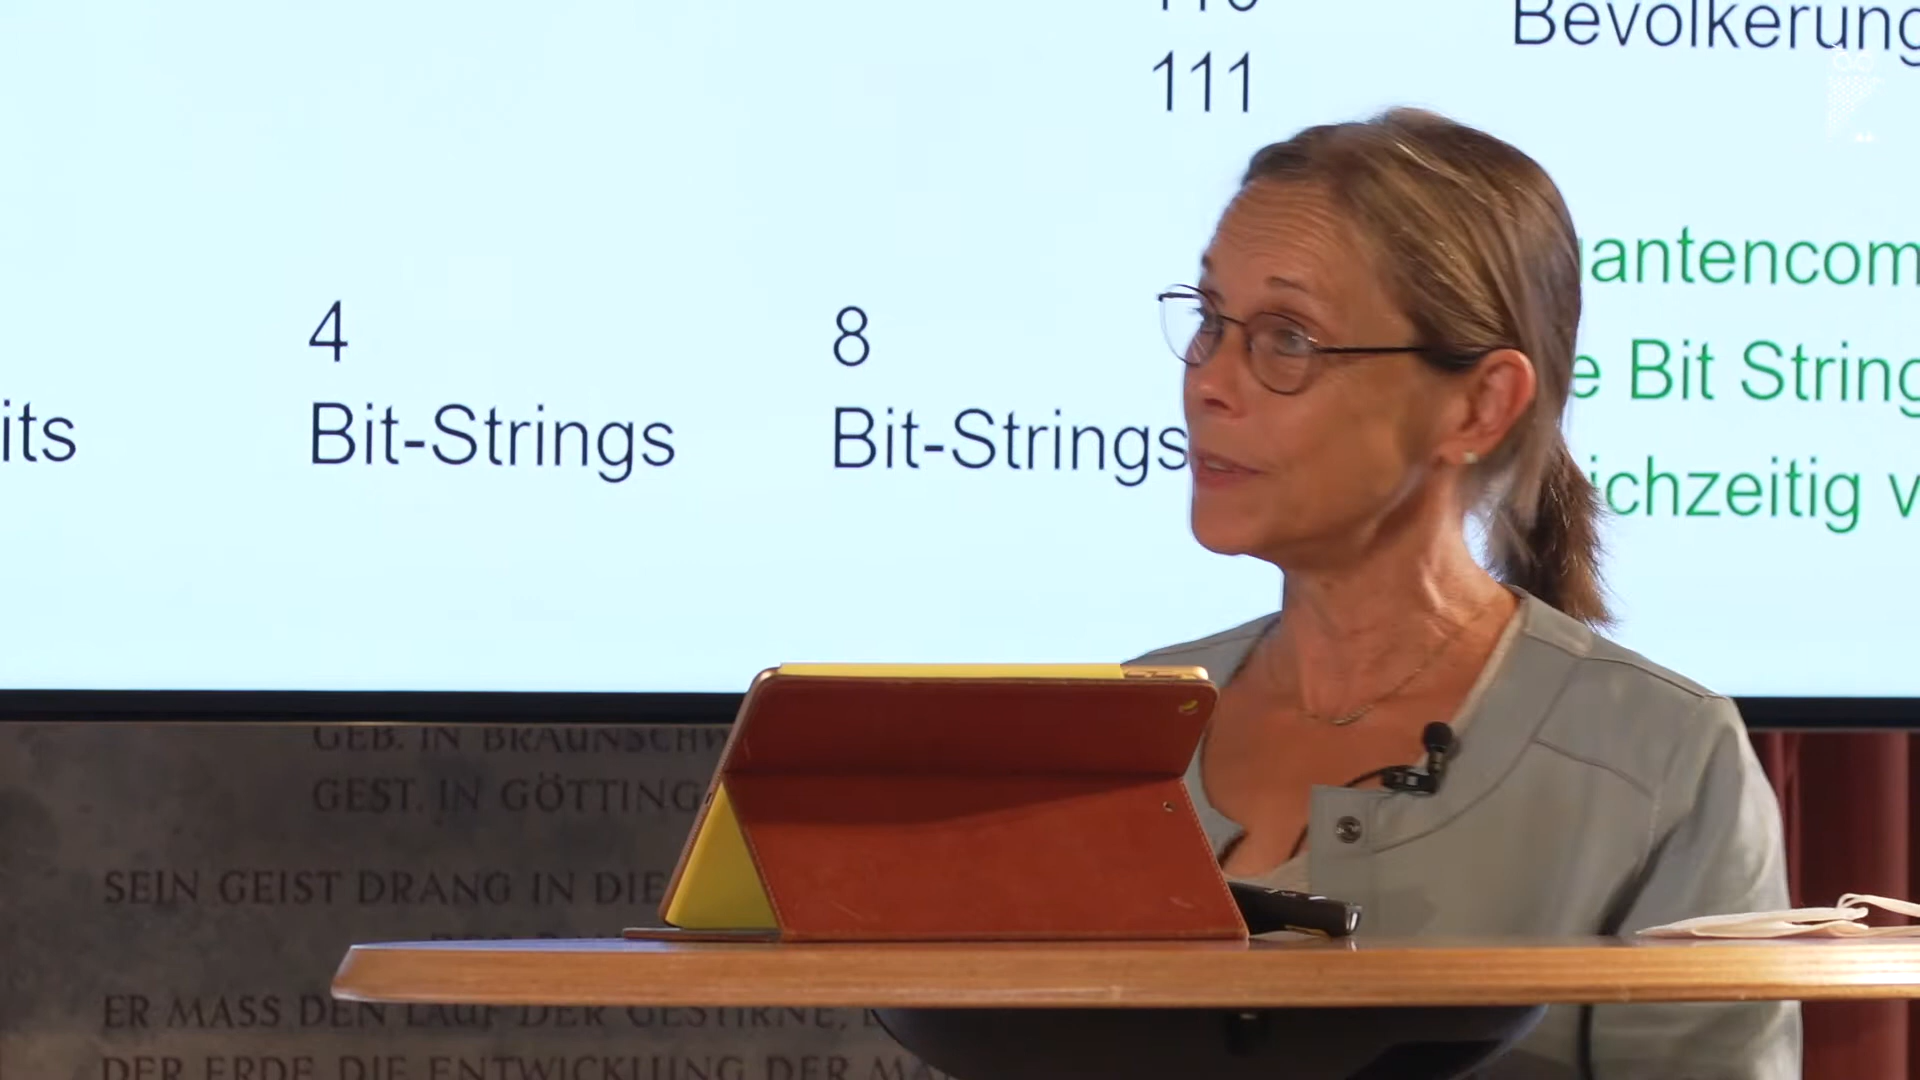 111
4
8
its
Bit-Strings
Bit-Strings
Bevölkerung
antencom
e Bit String
ichzeitig v
GEB. IN BRAUNSCHW
GEST. IN GÖTTING
SEIN GEIST DRANG IN DIE
ER MASS DEN LAUF DER GESTIRNE,
DER ERDE DIE ENTWICKLUNG DER MA